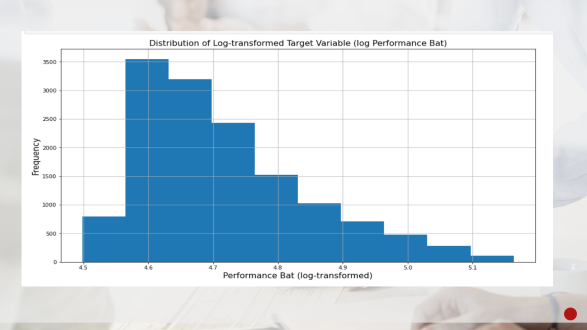 Distribution of Log-transformed Target Variable (log Performance Bat)
3500
3000
2500
2000
1500
1000
500
0
Frequency
4.5 4.6 4.7 4.8 4.9 5.0 5.1
Performance Bat (log-transformed)